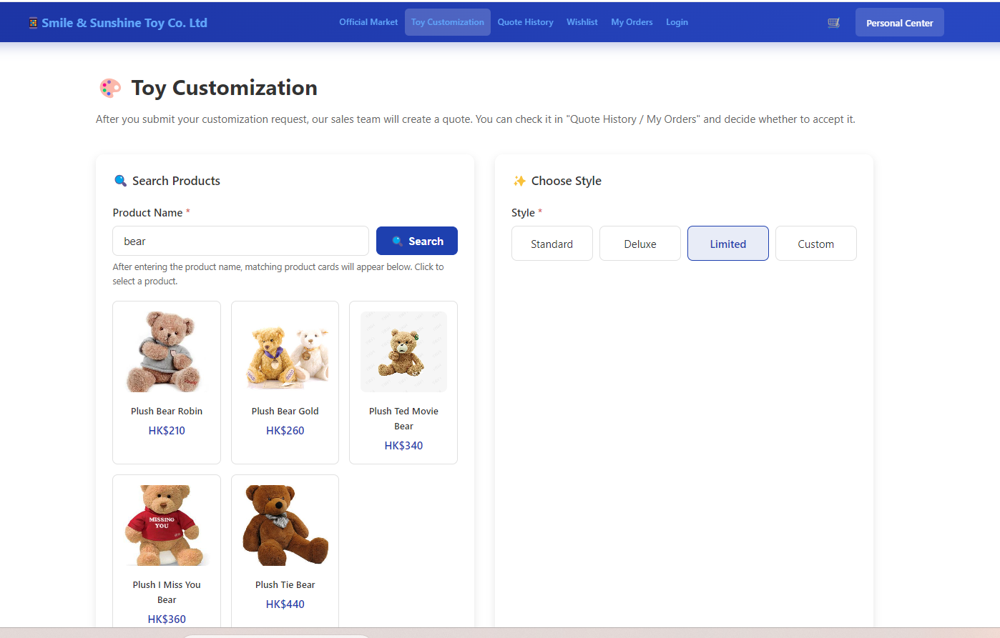 Smile & Sunshine Toy Co. Ltd
Official Market
Toy Customization
Quote History
Wishlist
My Orders
Login
Personal Center
Toy Customization
After you submit your customization request, our sales team will create a quote. You can check it in "Quote History / My Orders" and decide whether to accept it.
Search Products
Product Name *
bear
Search
After entering the product name, matching product cards will appear below. Click to
select a product.
Plush Bear Robin
HK$210
Plush Bear Gold
HK$260
Plush Ted Movie
Bear
HK$340
MISSING
YOU
Plush I Miss You
Bear
HK$360
Plush Tie Bear
HK$440
Choose Style
Style *
Standard
Deluxe
Limited
Custom